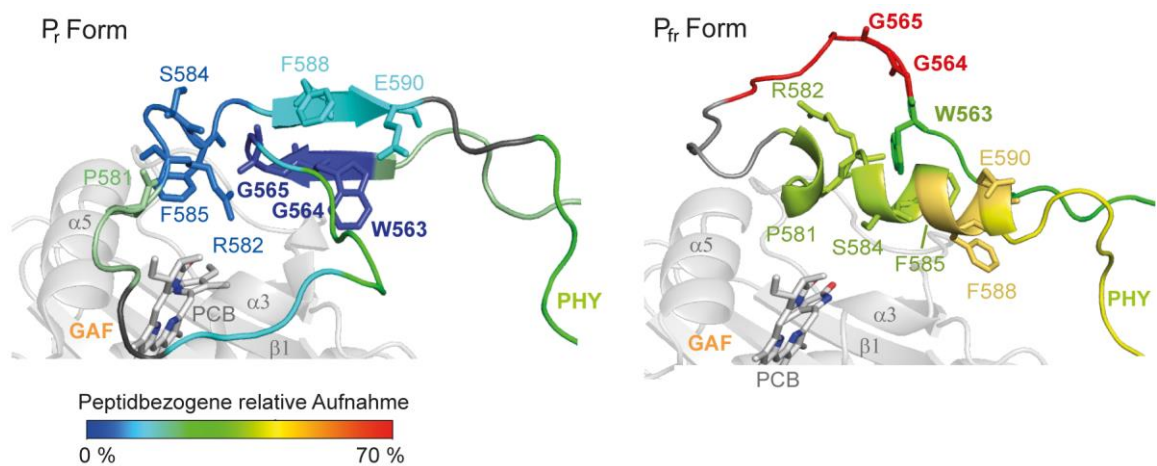 Pr Form
S584
F588
E590
P581
G565
G564
W563
F585
R582
α5
PCB
α3
β1
GAF
PHY
Pfr Form
G565
G564
R582
W563
E590
P581
S584
F585
F588
α5
α3
β1
GAF
PCB
PHY
Peptidbezogene relative Aufnahme
0 % 70 %